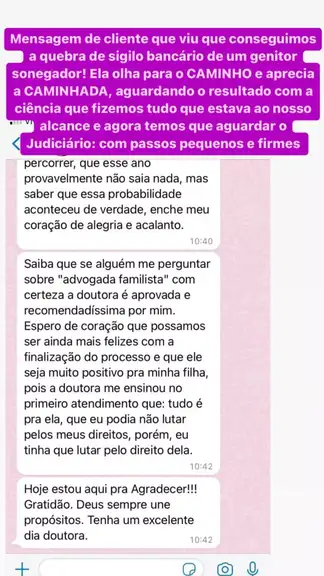 Mensagem de cliente que viu que conseguimos
a quebra de sigilo bancário de um genitor
sonegador! Ela olha para o CAMINHO e aprecia
a CAMINHADA, aguardando o resultado com a
ciência que fizemos tudo que estava ao nosso
alcance e agora temos que aguardar o
Judiciário: com passos pequenos e firmes
percorrer, que esse ano
provavelmente não saia nada, mas
saber que essa probabilidade
aconteceu de verdade, enche meu
coração de alegria e acalanto.
10:40
Saiba que se alguém me perguntar
sobre "advogada familista" com
certeza a doutora é aprovada e
recomendadíssima por mim.
Espero de coração que possamos
ser ainda mais felizes com a
finalização do processo e que ele
seja muito positivo pra minha filha,
pois a doutora me ensinou no
primeiro atendimento que: tudo é
pra ela, que eu podia não lutar
pelos meus direitos, porém, eu
tinha que lutar pelo direito dela.
10:42
Hoje estou aqui pra Agradecer!!!
Gratidão. Deus sempre une
propósitos. Tenha um excelente
dia doutora.
10:42